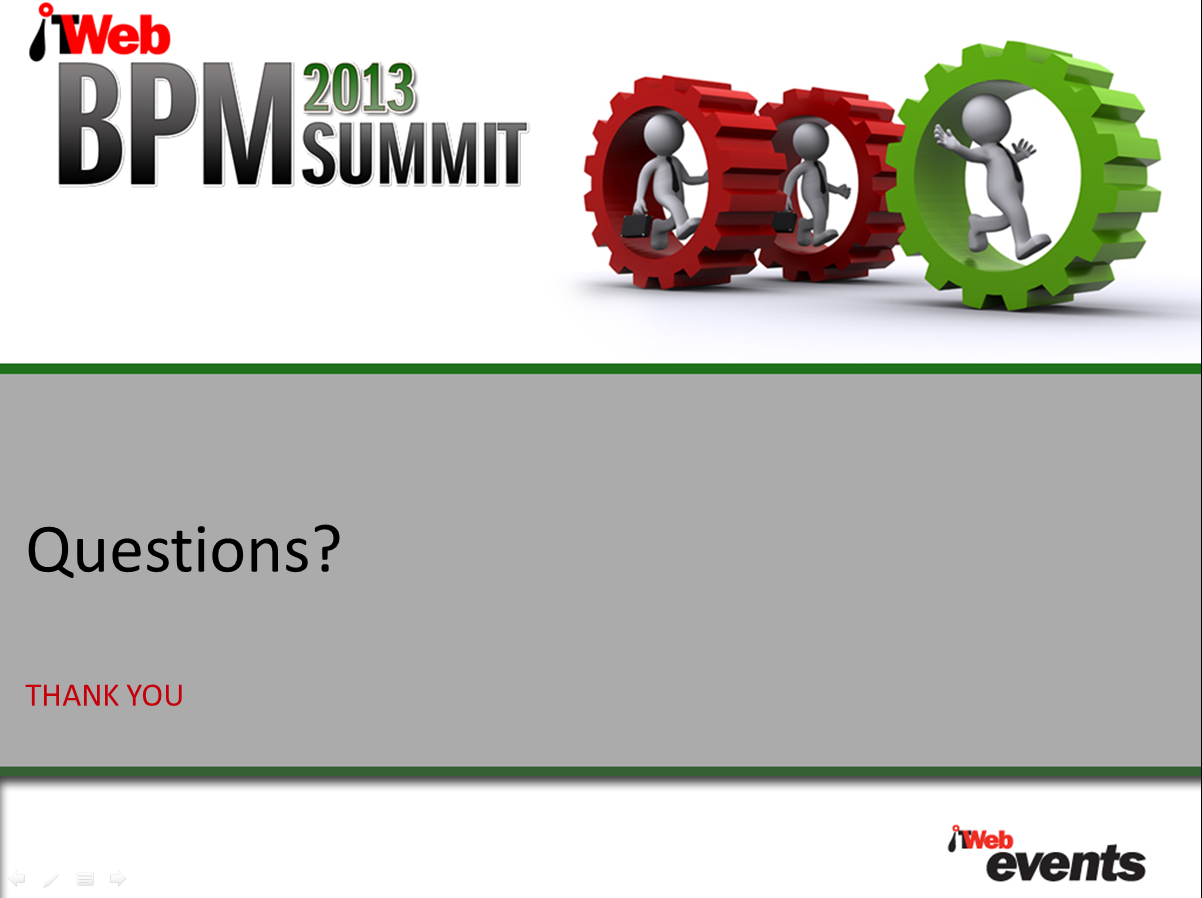 iTWeb
BPM 2013 SUMMIT
Questions?
THANK YOU
iTWeb
events